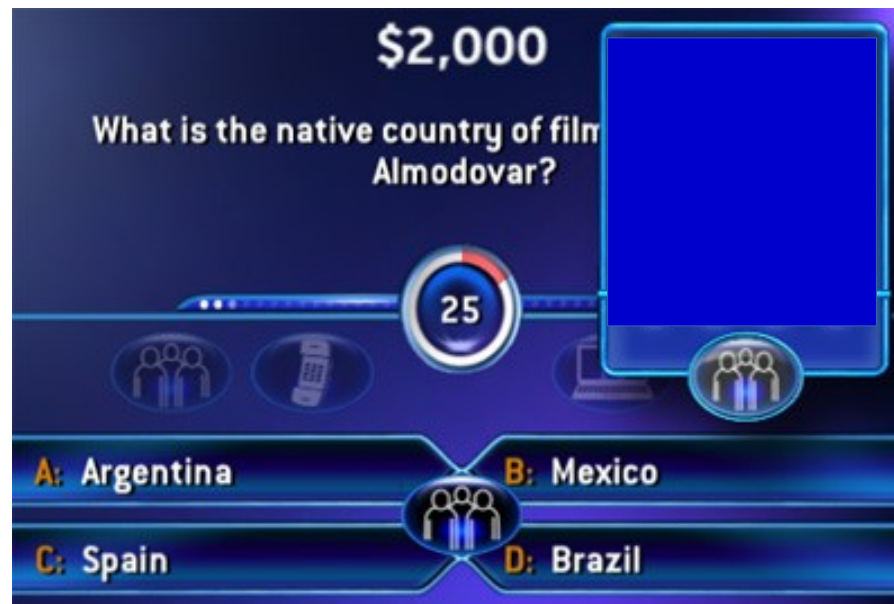 $2,000
What is the native country of film
Almodovar?
25
A: Argentina
B: Mexico
C: Spain
D: Brazil